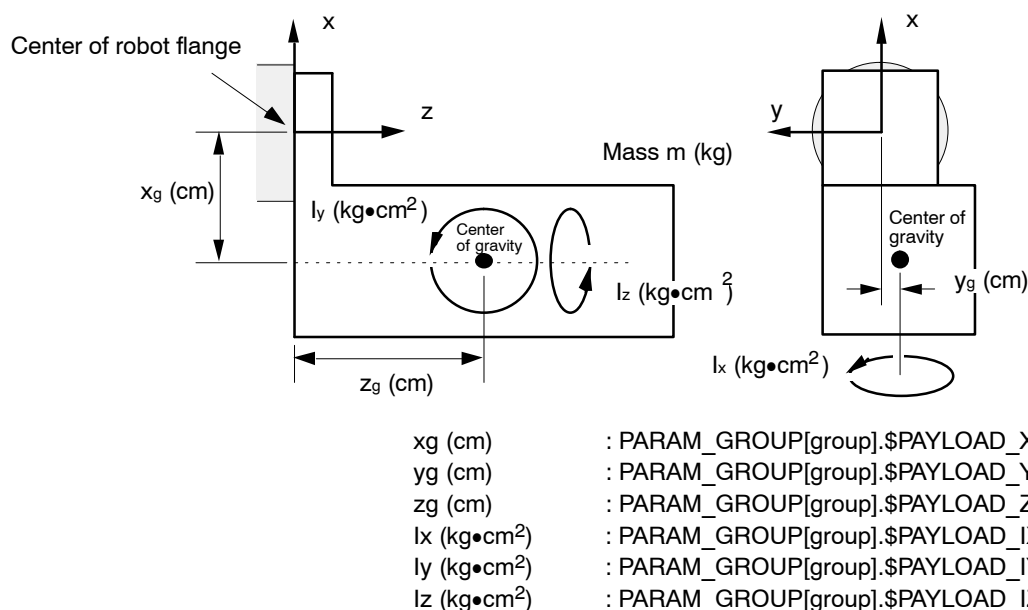 x
Center of robot flange
z
xg (cm)
Mass m (kg)
Iy (kg•cm2)
Center
of gravity
Iz (kg•cm 2)
zg (cm)
x
y
Center of
gravity
yg (cm)
Ix (kg•cm2)
xg (cm) : PARAM_GROUP[group].$PAYLOAD_X
yg (cm) : PARAM_GROUP[group].$PAYLOAD_Y
zg (cm) : PARAM_GROUP[group].$PAYLOAD_Z
Ix (kg•cm2) : PARAM_GROUP[group].$PAYLOAD_IX
Iy (kg•cm2) : PARAM_GROUP[group].$PAYLOAD_IY
Iz (kg•cm2) : PARAM_GROUP[group].$PAYLOAD_IZ